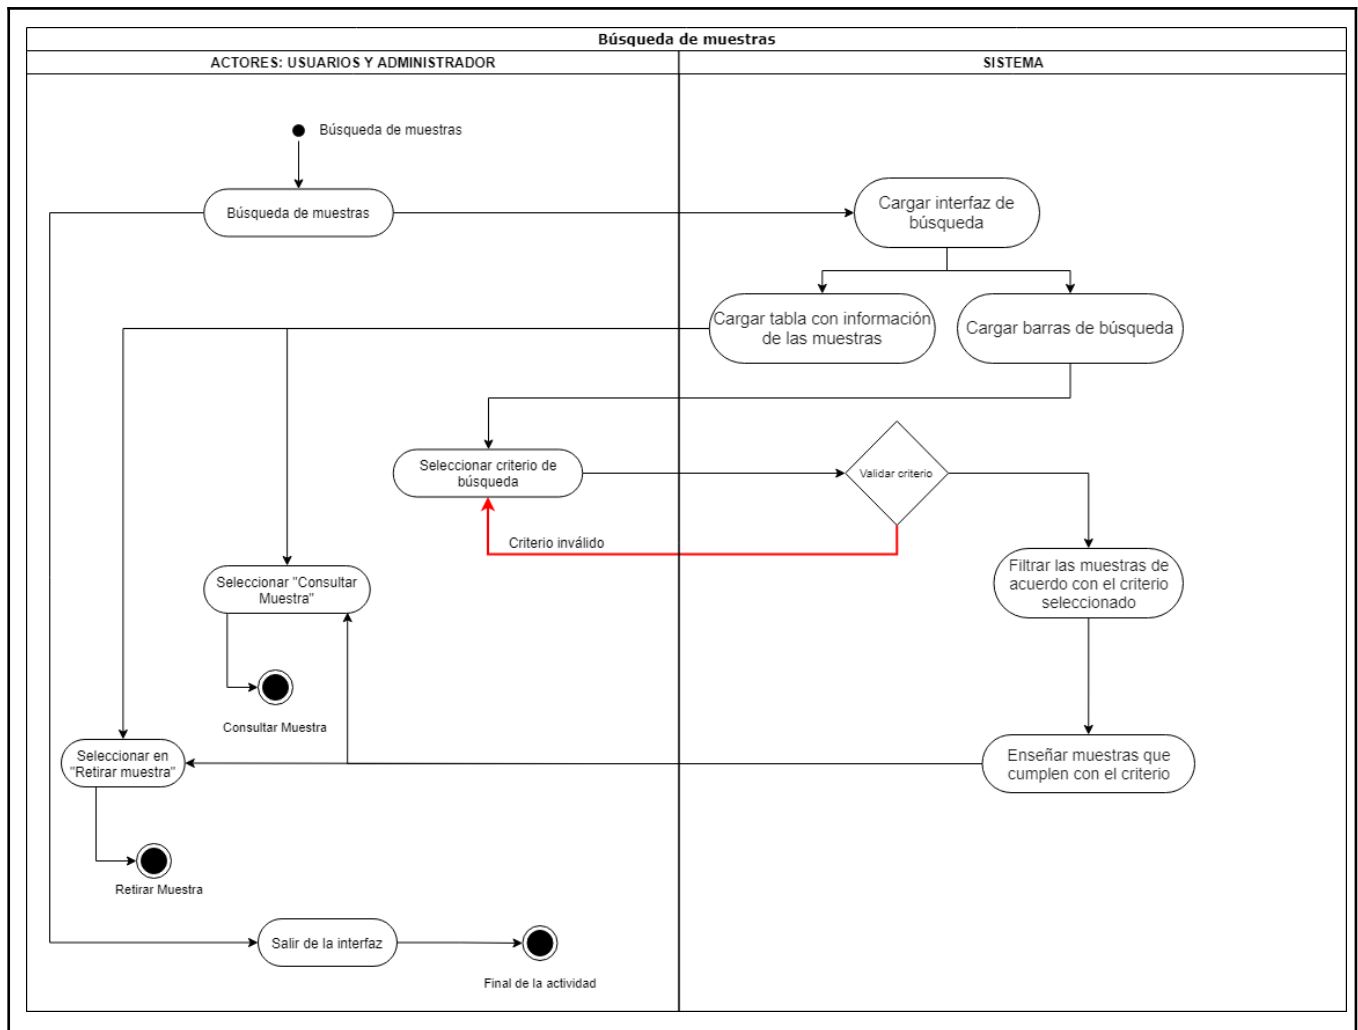 Búsqueda de muestras
ACTORES: USUARIOS Y ADMINISTRADOR
SISTEMA
Búsqueda de muestras
Búsqueda de muestras
Cargar interfaz de
búsqueda
Cargar tabla con información
de las muestras
Cargar barras de búsqueda
Seleccionar criterio de
búsqueda
Validar criterio
Criterio inválido
Filtrar las muestras de
acuerdo con el criterio
seleccionado
Seleccionar "Consultar
Muestra"
Consultar Muestra
Seleccionar en
"Retirar muestra"
Enseñar muestras que
cumplen con el criterio
Retirar Muestra
Salir de la interfaz
Final de la actividad